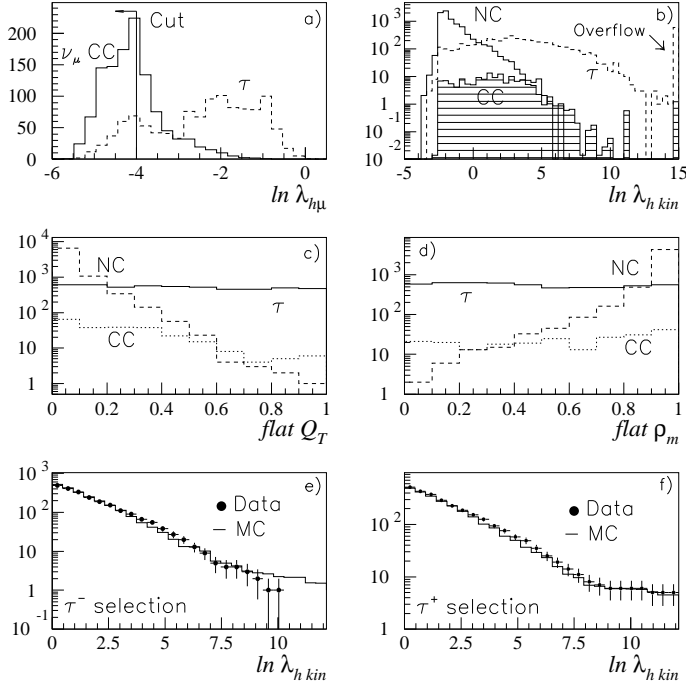 a)
Cut
ν_μ CC
τ
250
200
150
100
50
0
-6 -4 -2 0
ln λ_hμ
b)
NC
Overflow
τ
CC
10^3
10^2
10
1
10^-1
10^-2
-5 0 5 10 15
ln λ_h kin
c)
NC
τ
CC
10^4
10^3
10^2
10
1
0 0.2 0.4 0.6 0.8 1
flat Q_T
d)
NC
τ
CC
10^3
10^2
10
1
0 0.2 0.4 0.6 0.8 1
flat ρ_m
e)
Data
MC
τ^- selection
10^3
10^2
10
1
10^-1
0 2.5 5 7.5 10
ln λ_h kin
f)
Data
MC
τ^+ selection
10^2
10
1
0 2.5 5 7.5 10
ln λ_h kin